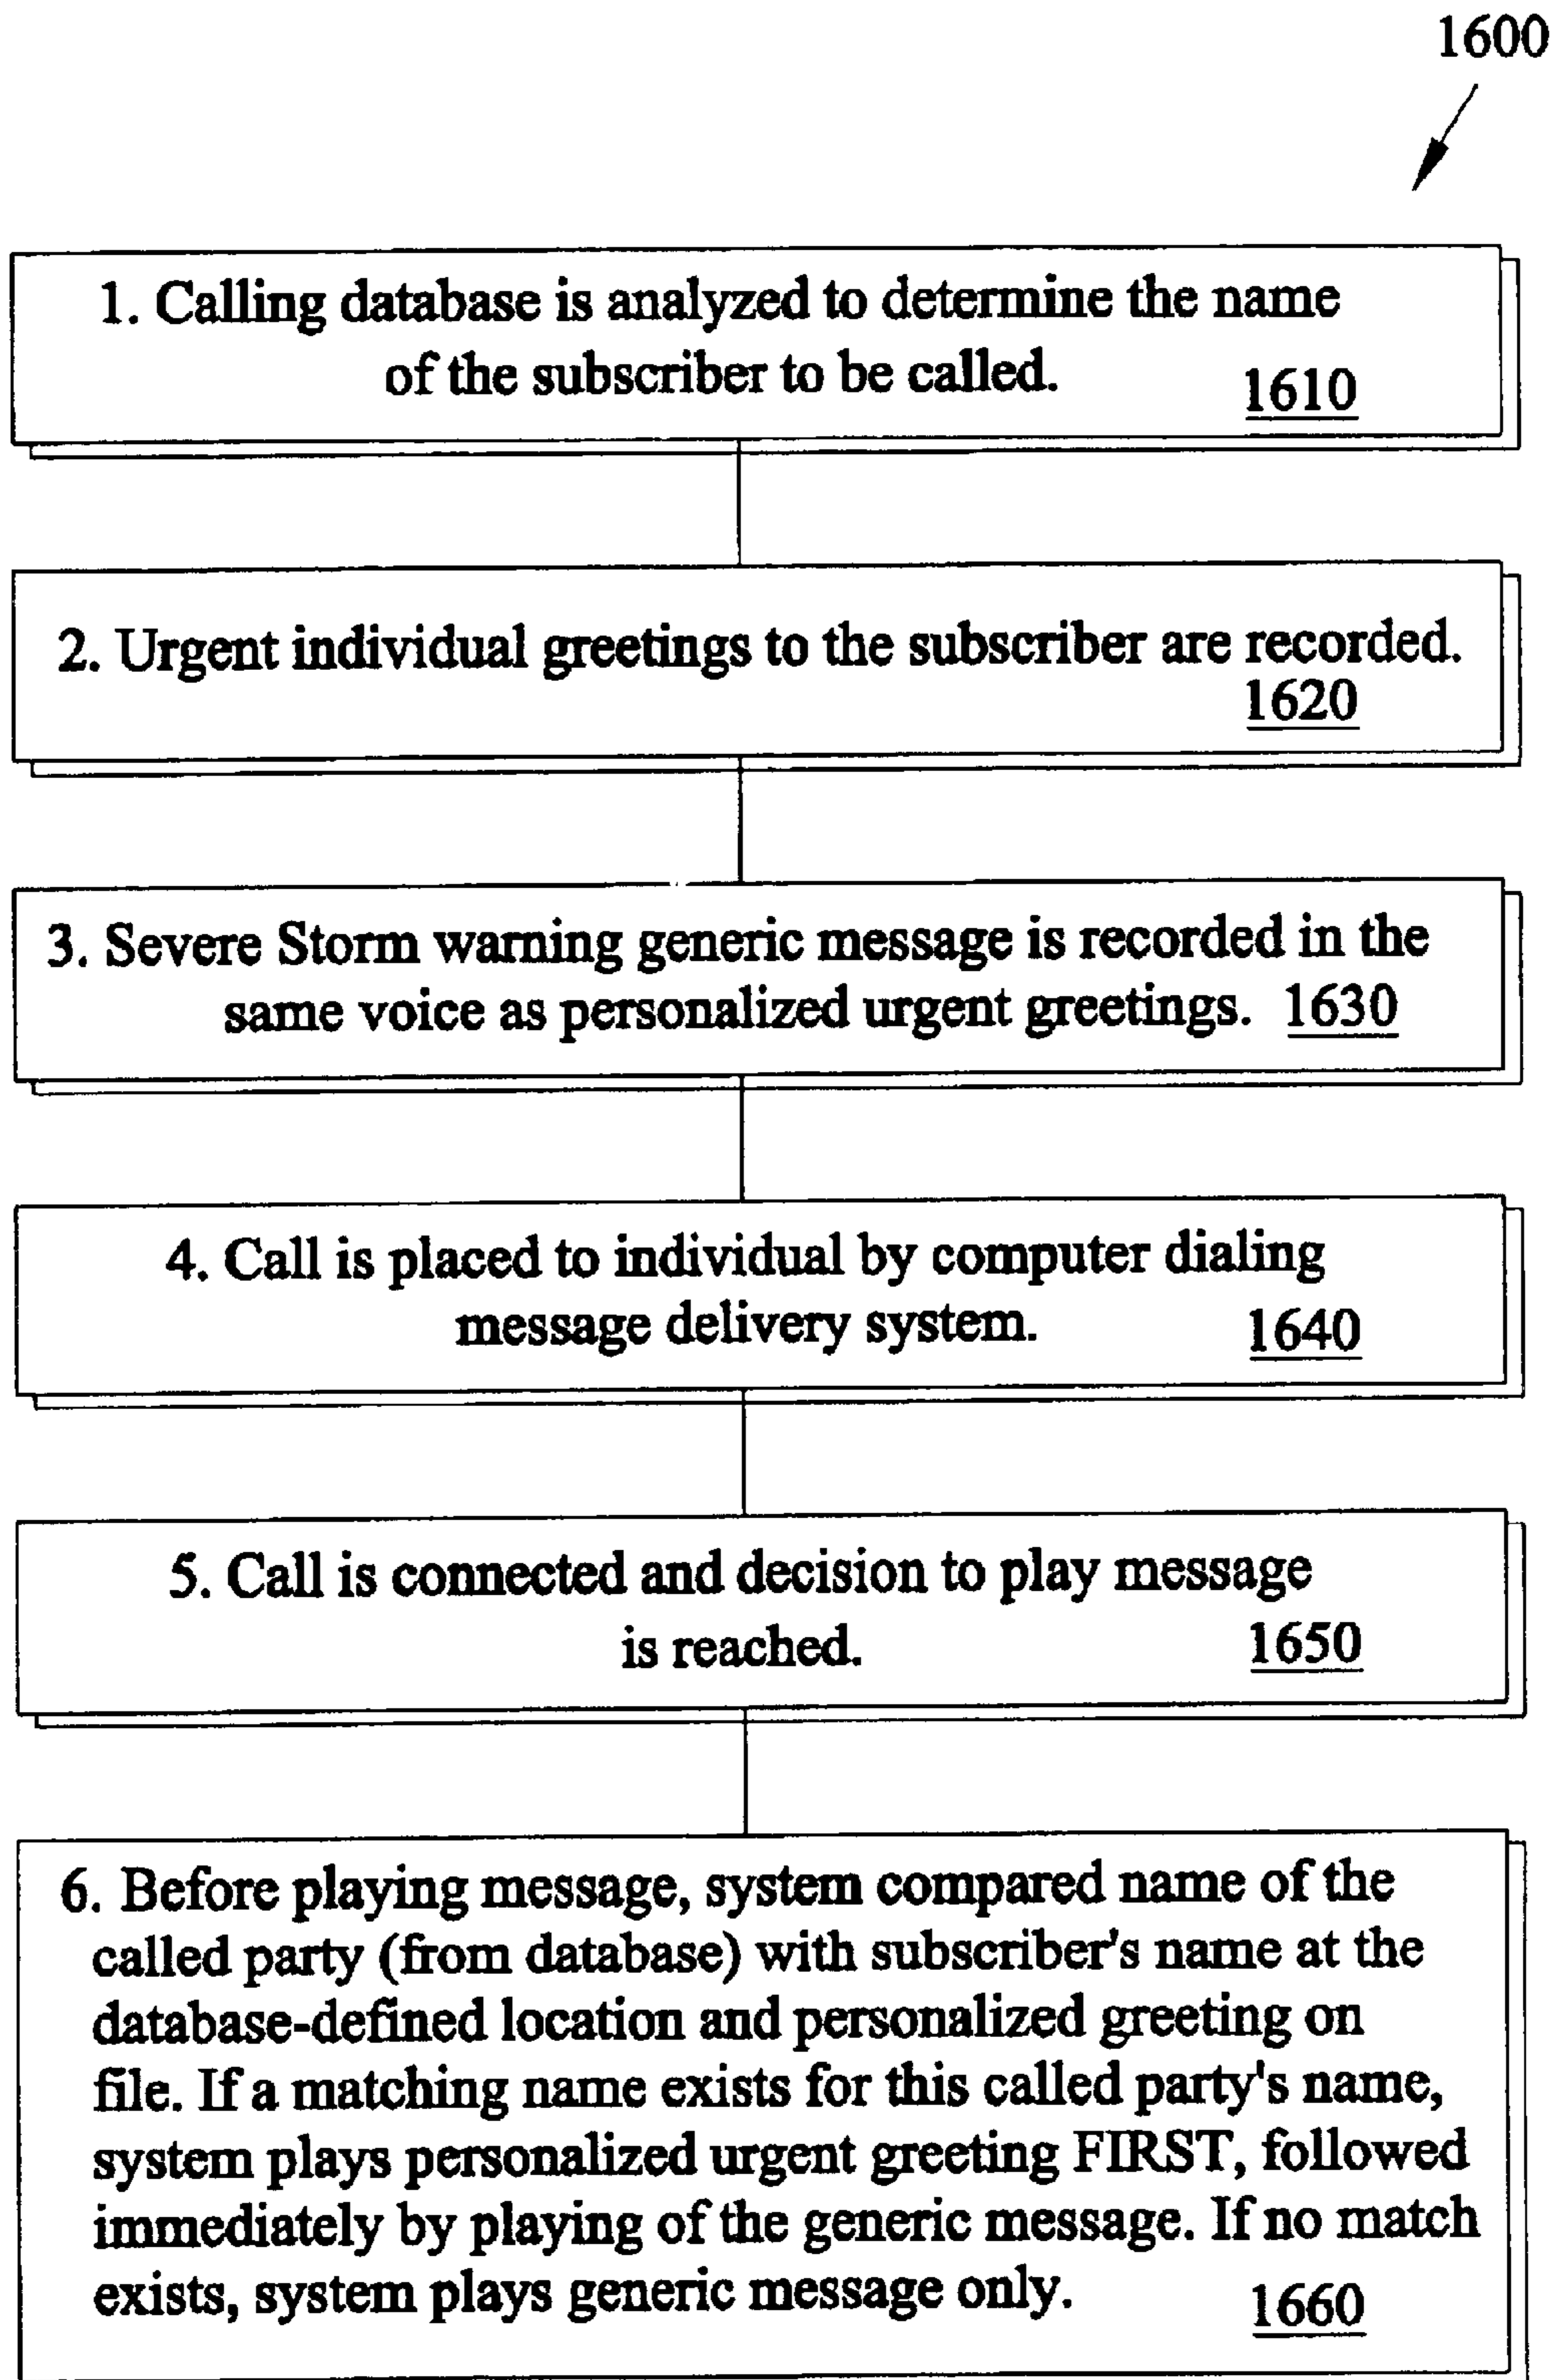 1600
1. Calling database is analyzed to determine the name
of the subscriber to be called.
1610
2. Urgent individual greetings to the subscriber are recorded.
1620
3. Severe Storm warning generic message is recorded in the
same voice as personalized urgent greetings. 1630
4. Call is placed to individual by computer dialing
message delivery system.
1640
5. Call is connected and decision to play message
is reached.
1650
6. Before playing message, system compared name of the
called party (from database) with subscriber's name at the
database-defined location and personalized greeting on
file. If a matching name exists for this called party's name,
system plays personalized urgent greeting FIRST, followed
immediately by playing of the generic message. If no match
exists, system plays generic message only.
1660